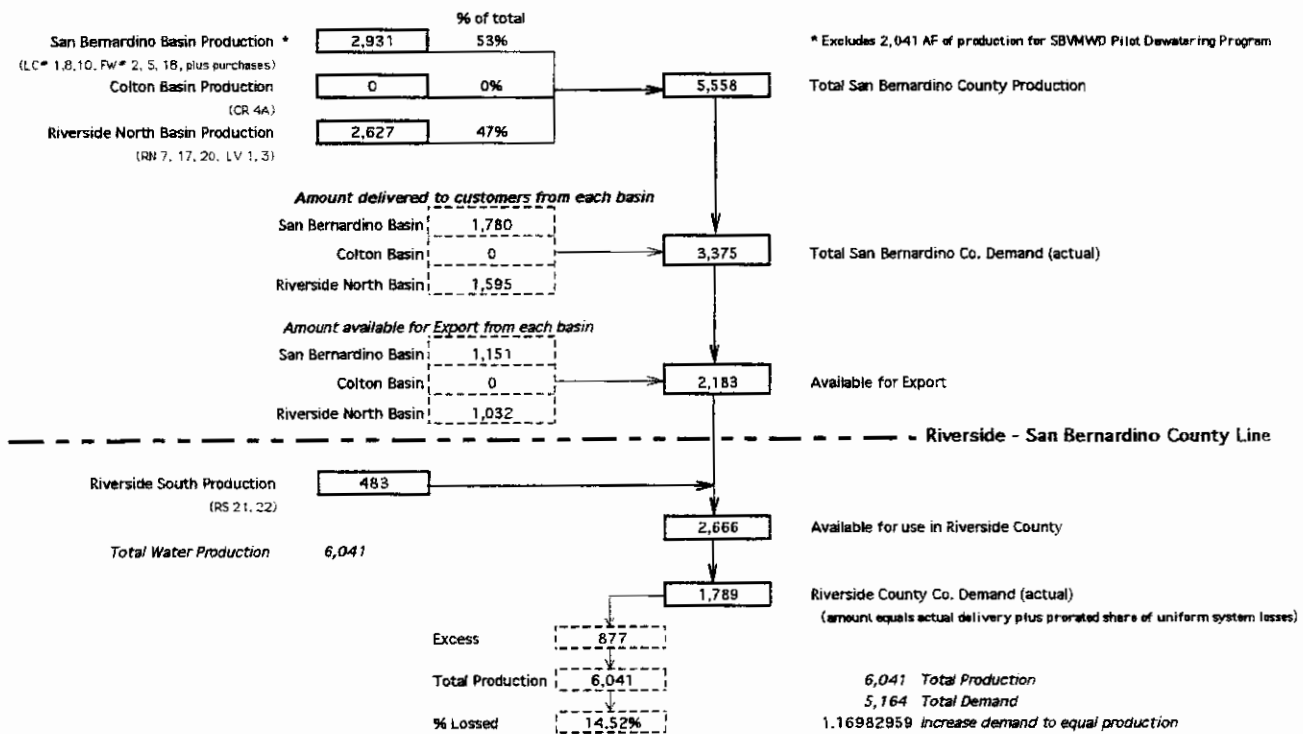 % of total
San Bernardino Basin Production * 2,931 53% * Excludes 2,041 AF of production for SBVMWD Pilot Dewatering Program
(LC# 1,8,10, FW# 2, 5, 18, plus purchases)
Colton Basin Production 0 0% 5,558 Total San Bernardino County Production
(CR 4A)
Riverside North Basin Production 2,627 47%
(RN 7, 17, 20, LV 1, 3)
Amount delivered to customers from each basin
San Bernardino Basin 1,780
Colton Basin 0 3,375 Total San Bernardino Co. Demand (actual)
Riverside North Basin 1,595
Amount available for Export from each basin
San Bernardino Basin 1,151
Colton Basin 0 2,183 Available for Export
Riverside North Basin 1,032
Riverside - San Bernardino County Line
Riverside South Production 483
(RS 21, 22)
2,666 Available for use in Riverside County
Total Water Production 6,041
1,789 Riverside County Co. Demand (actual)
(amount equals actual delivery plus prorated share of uniform system losses)
Excess 877
Total Production 6,041 6,041 Total Production
5,164 Total Demand
% Lossed 14.52% 1.16982959 increase demand to equal production